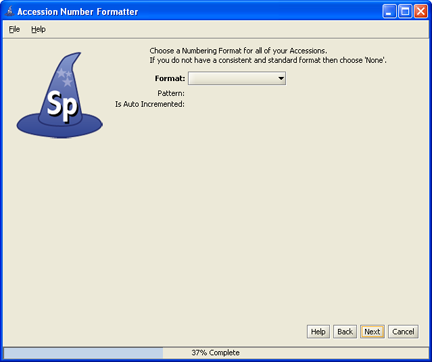 Accession Number Formatter
File Help
Choose a Numbering Format for all of your Accessions.
If you do not have a consistent and standard format then choose 'None'.
Sp
Format:
Pattern:
Is Auto Incremented:
Help Back Next Cancel
37% Complete